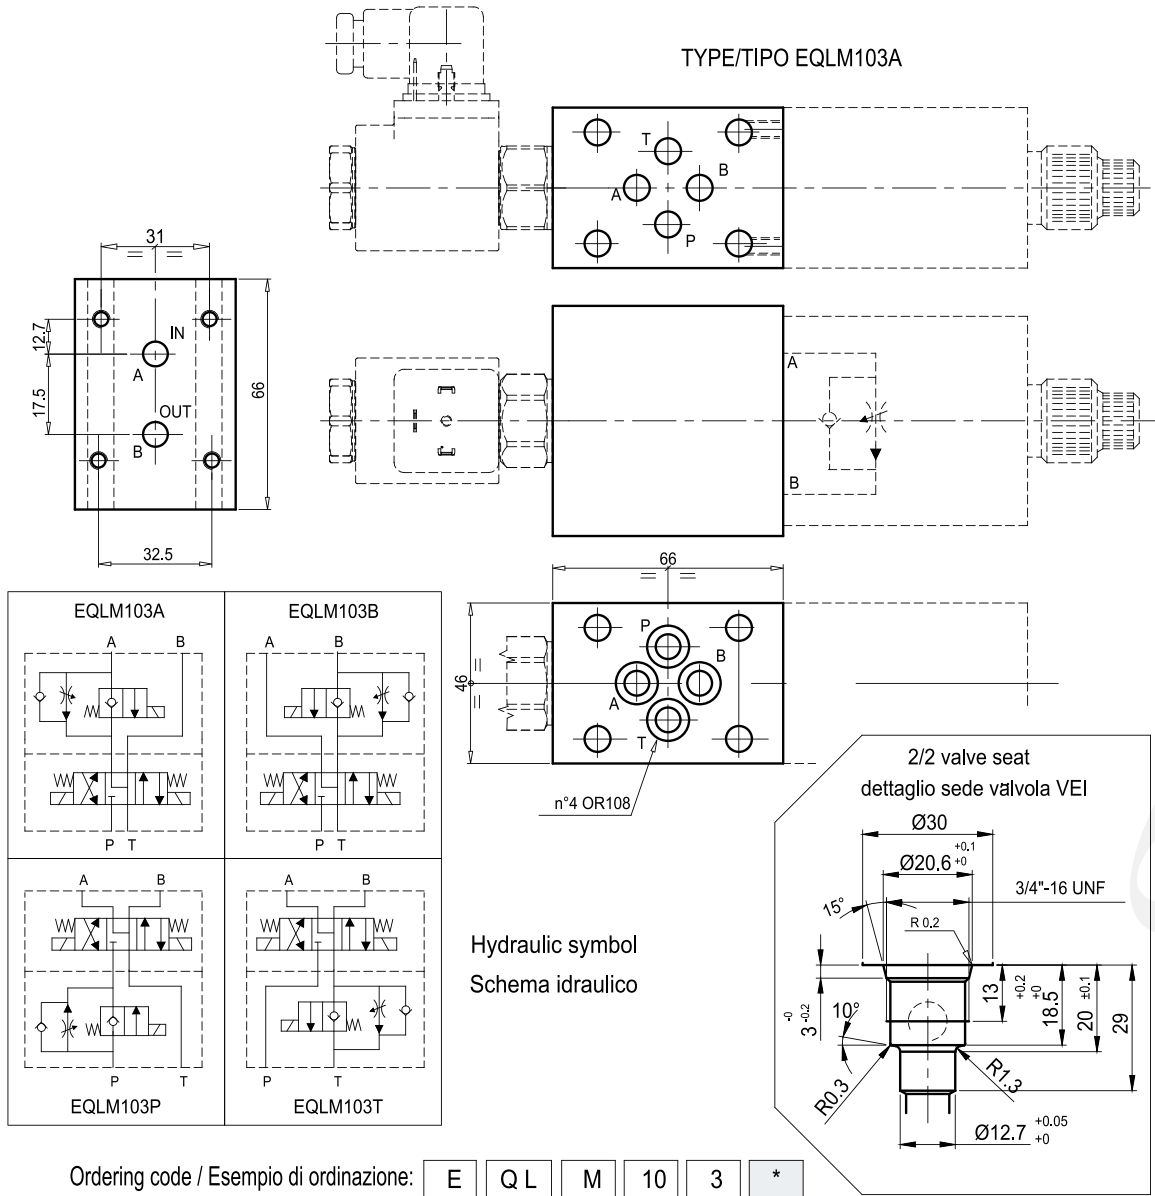 TYPE/TIPO EQLM103A
T
B
A
P
31
= =
12.7
17.5
IN
A
OUT
B
66
32.5
A
B
66
= =
46
= =
P
B
A
T
n°4 OR108
EQLM103A
A B
P T
EQLM103B
A B
P T
A B
P T
EQLM103P
A B
P T
EQLM103T
Hydraulic symbol
Schema idraulico
2/2 valve seat
dettaglio sede valvola VEI
Ø30
Ø20.6 +0.1 +0
3/4"-16 UNF
15°
R 0.2
3 -0 -0.2
10°
13
18.5 +0.2 +0
20 ±0.1
29
R0.3
R1.3
Ø12.7 +0.05 +0
Ordering code / Esempio di ordinazione: E QL M 10 3 *